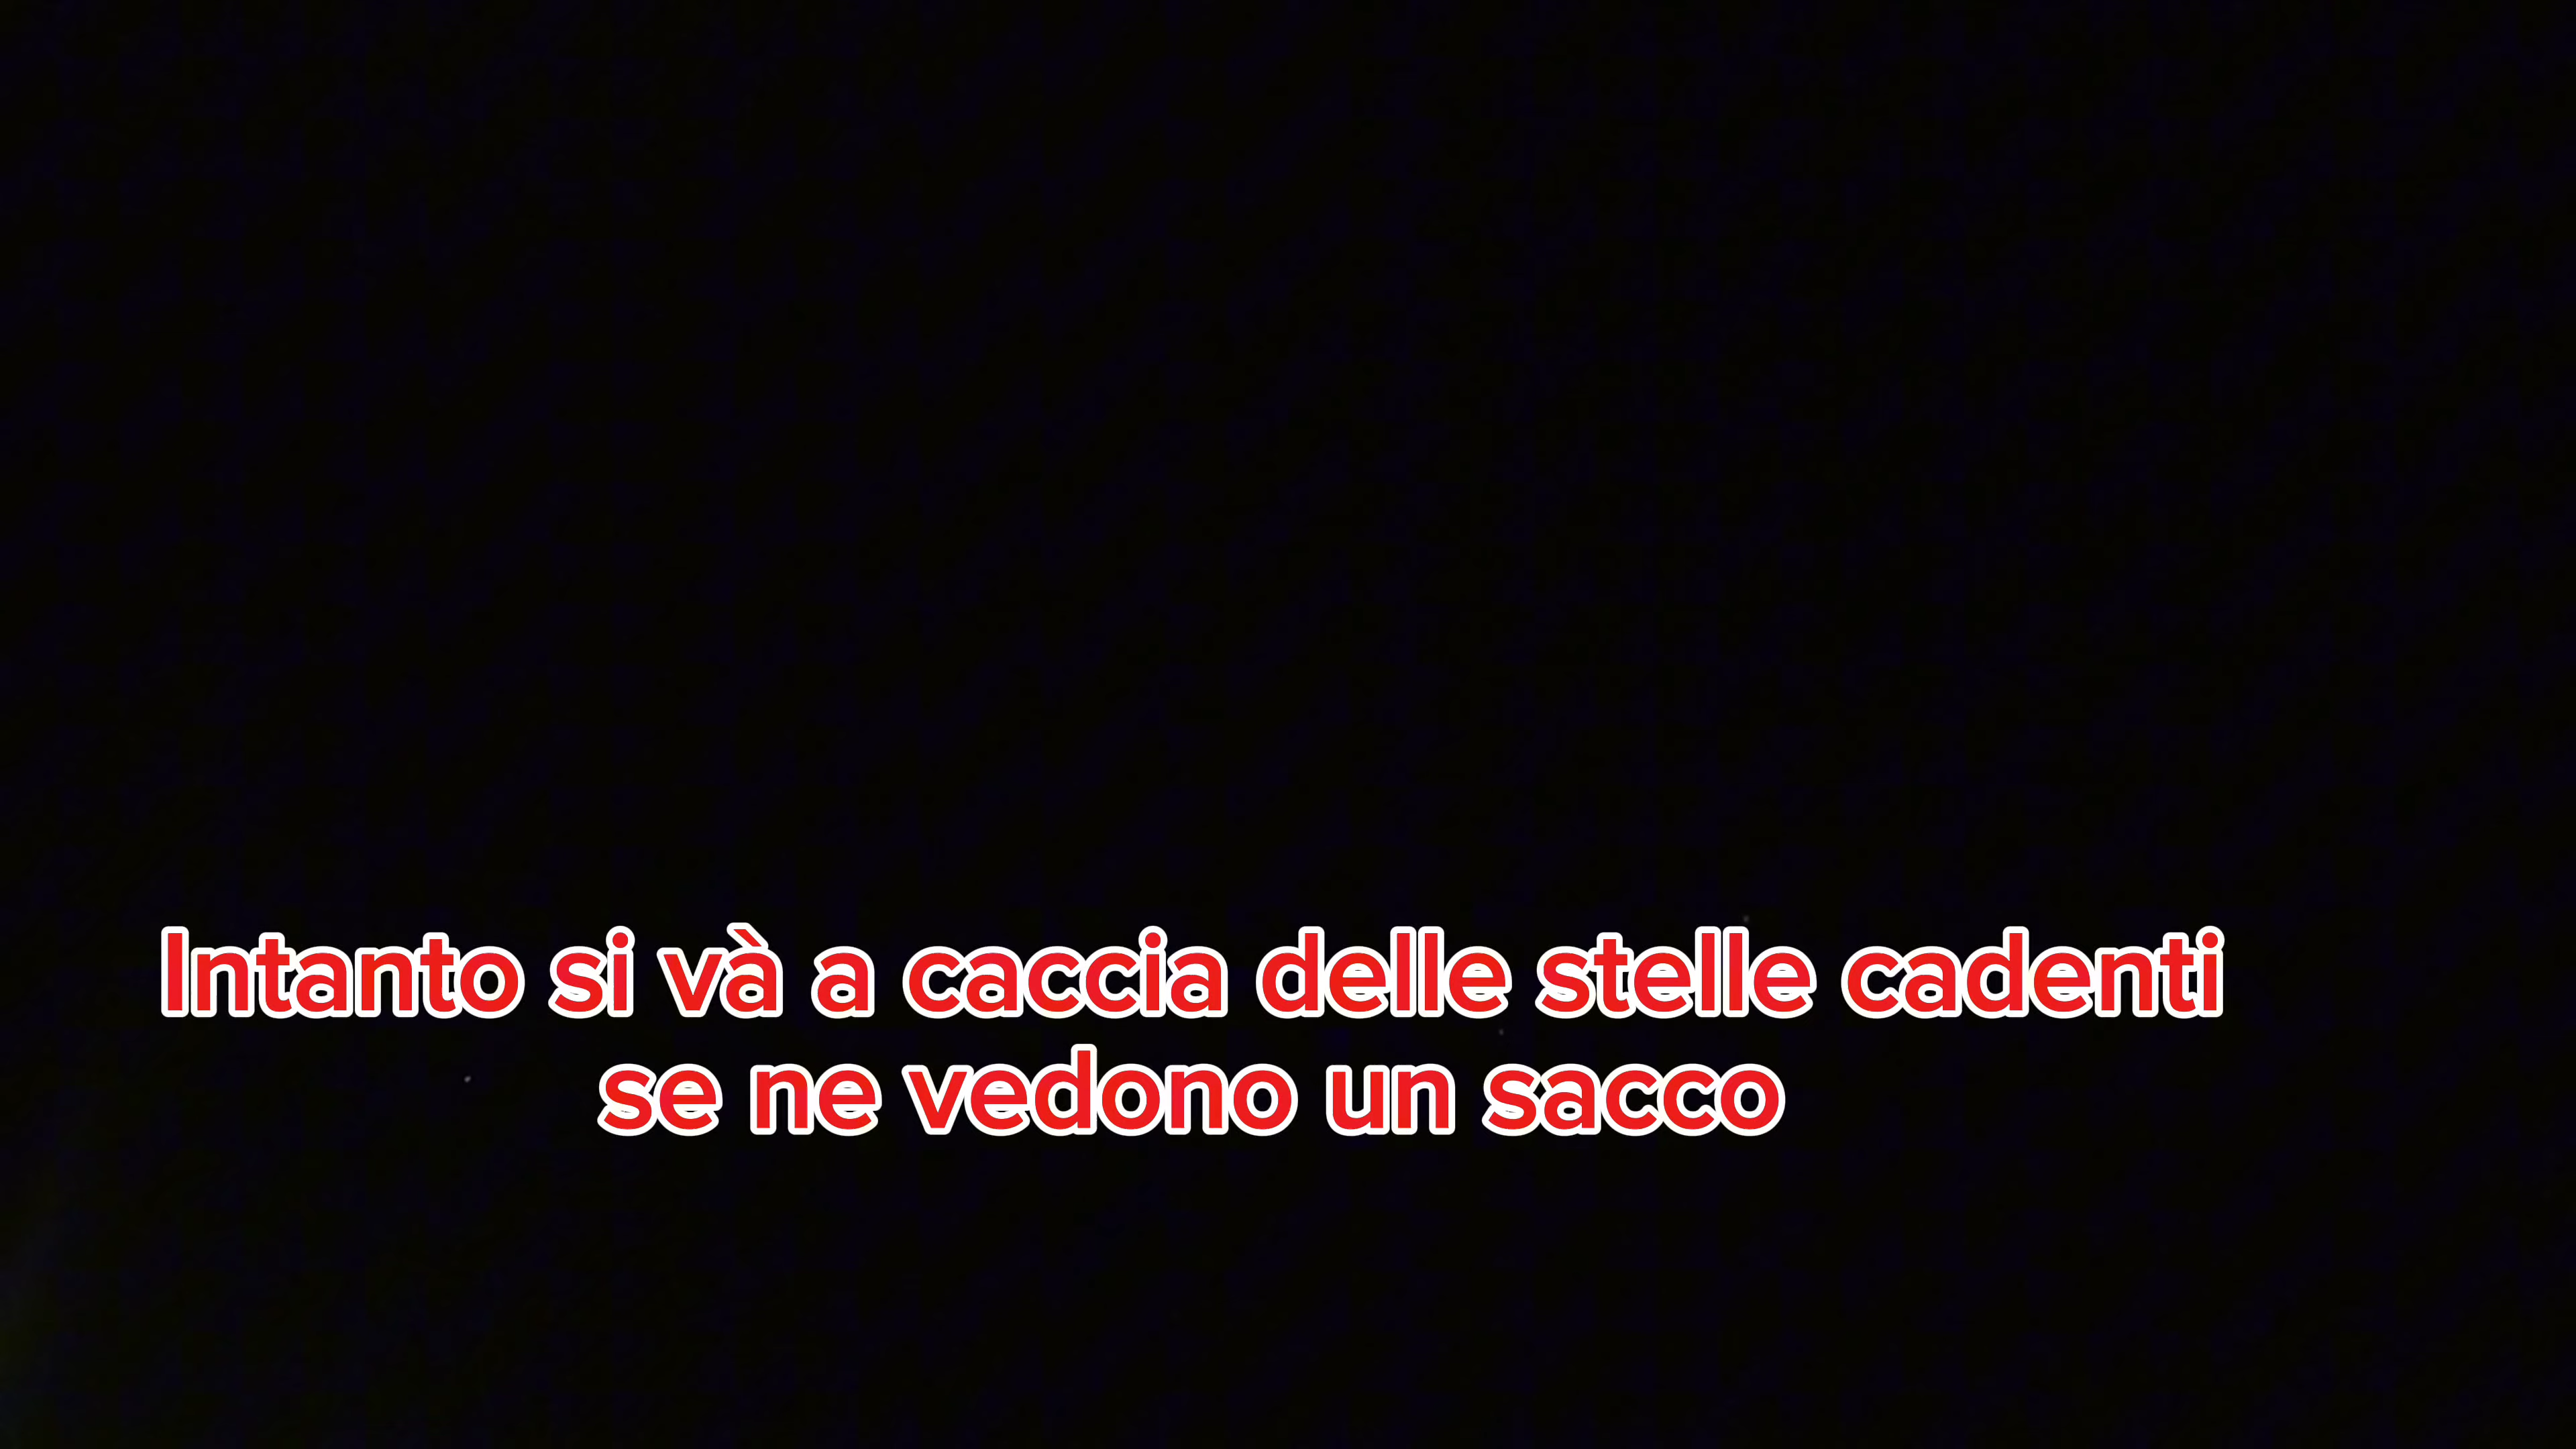 Intanto si và a caccia delle stelle cadenti
se ne vedono un sacco